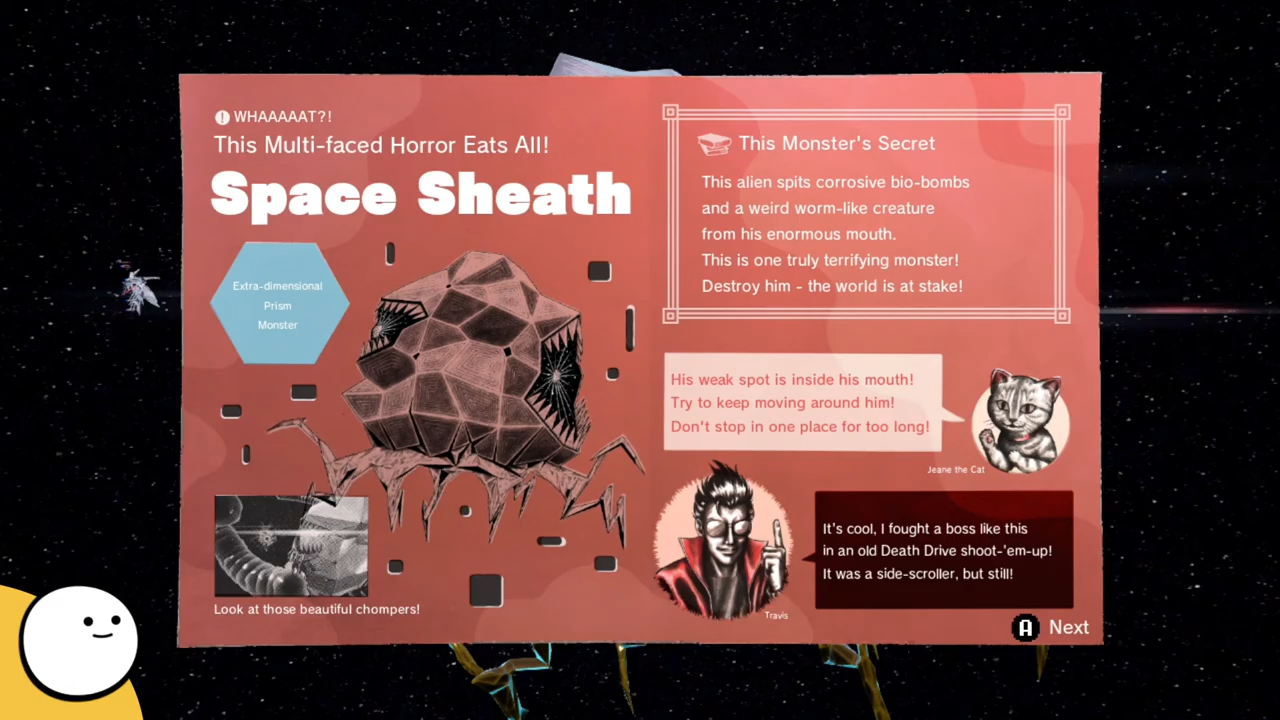 WHAAAAAT?!
This Multi-faced Horror Eats All!
Space Sheath
Extra-dimensional
Prism
Monster
Look at those beautiful chompers!
This Monster's Secret
This alien spits corrosive bio-bombs
and a weird worm-like creature
from his enormous mouth.
This is one truly terrifying monster!
Destroy him - the world is at stake!
His weak spot is inside his mouth!
Try to keep moving around him!
Don't stop in one place for too long!
Jeane the Cat
It's cool, I fought a boss like this
in an old Death Drive shoot-'em-up!
It was a side-scroller, but still!
Travis
A Next